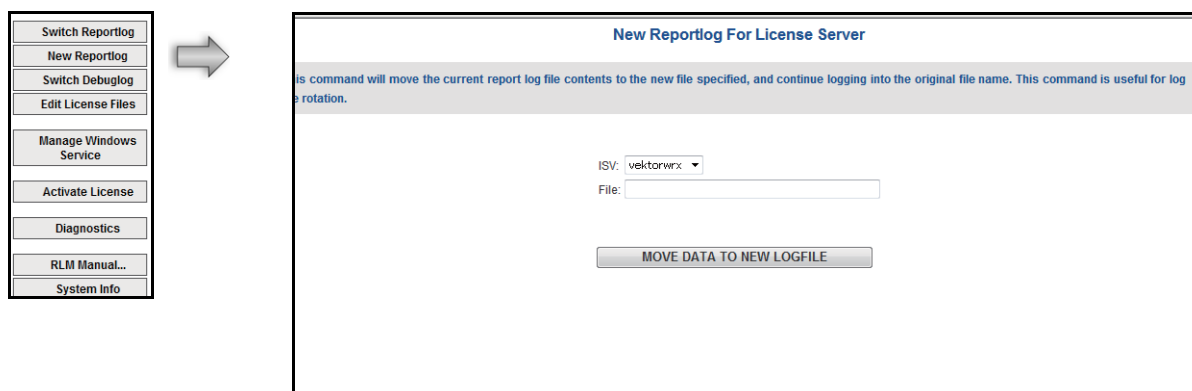 Switch Reportlog
New Reportlog
Switch Debuglog
Edit License Files
Manage Windows
Service
Activate License
Diagnostics
RLM Manual...
System Info
New Reportlog For License Server
is command will move the current report log file contents to the new file specified, and continue logging into the original file name. This command is useful for log
e rotation.
ISV: vektorwrx
File:
MOVE DATA TO NEW LOGFILE